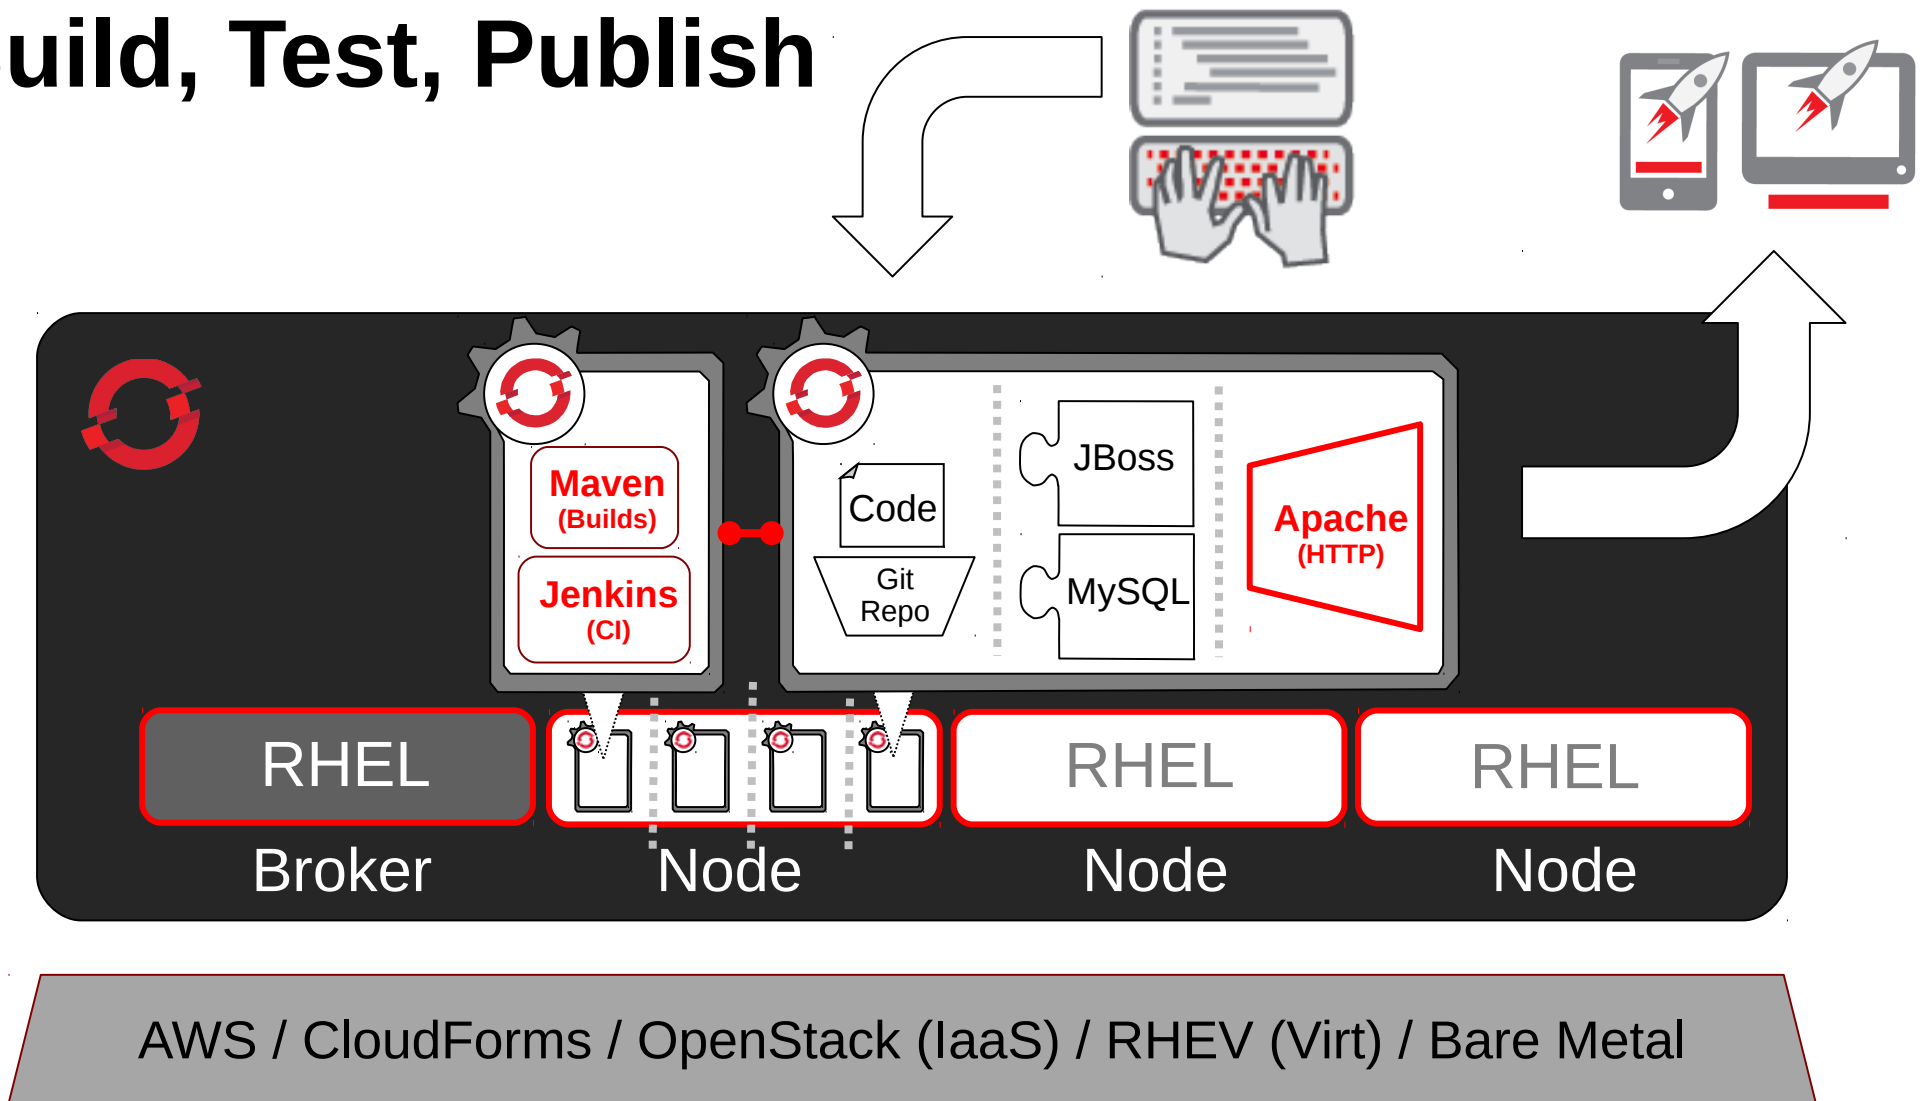 uild, Test, Publish
Maven
(Builds)
Jenkins
(CI)
Code
Git
Repo
JBoss
MySQL
Apache
(HTTP)
RHEL
RHEL
RHEL
Broker
Node
Node
Node
AWS / CloudForms / OpenStack (IaaS) / RHEV (Virt) / Bare Metal